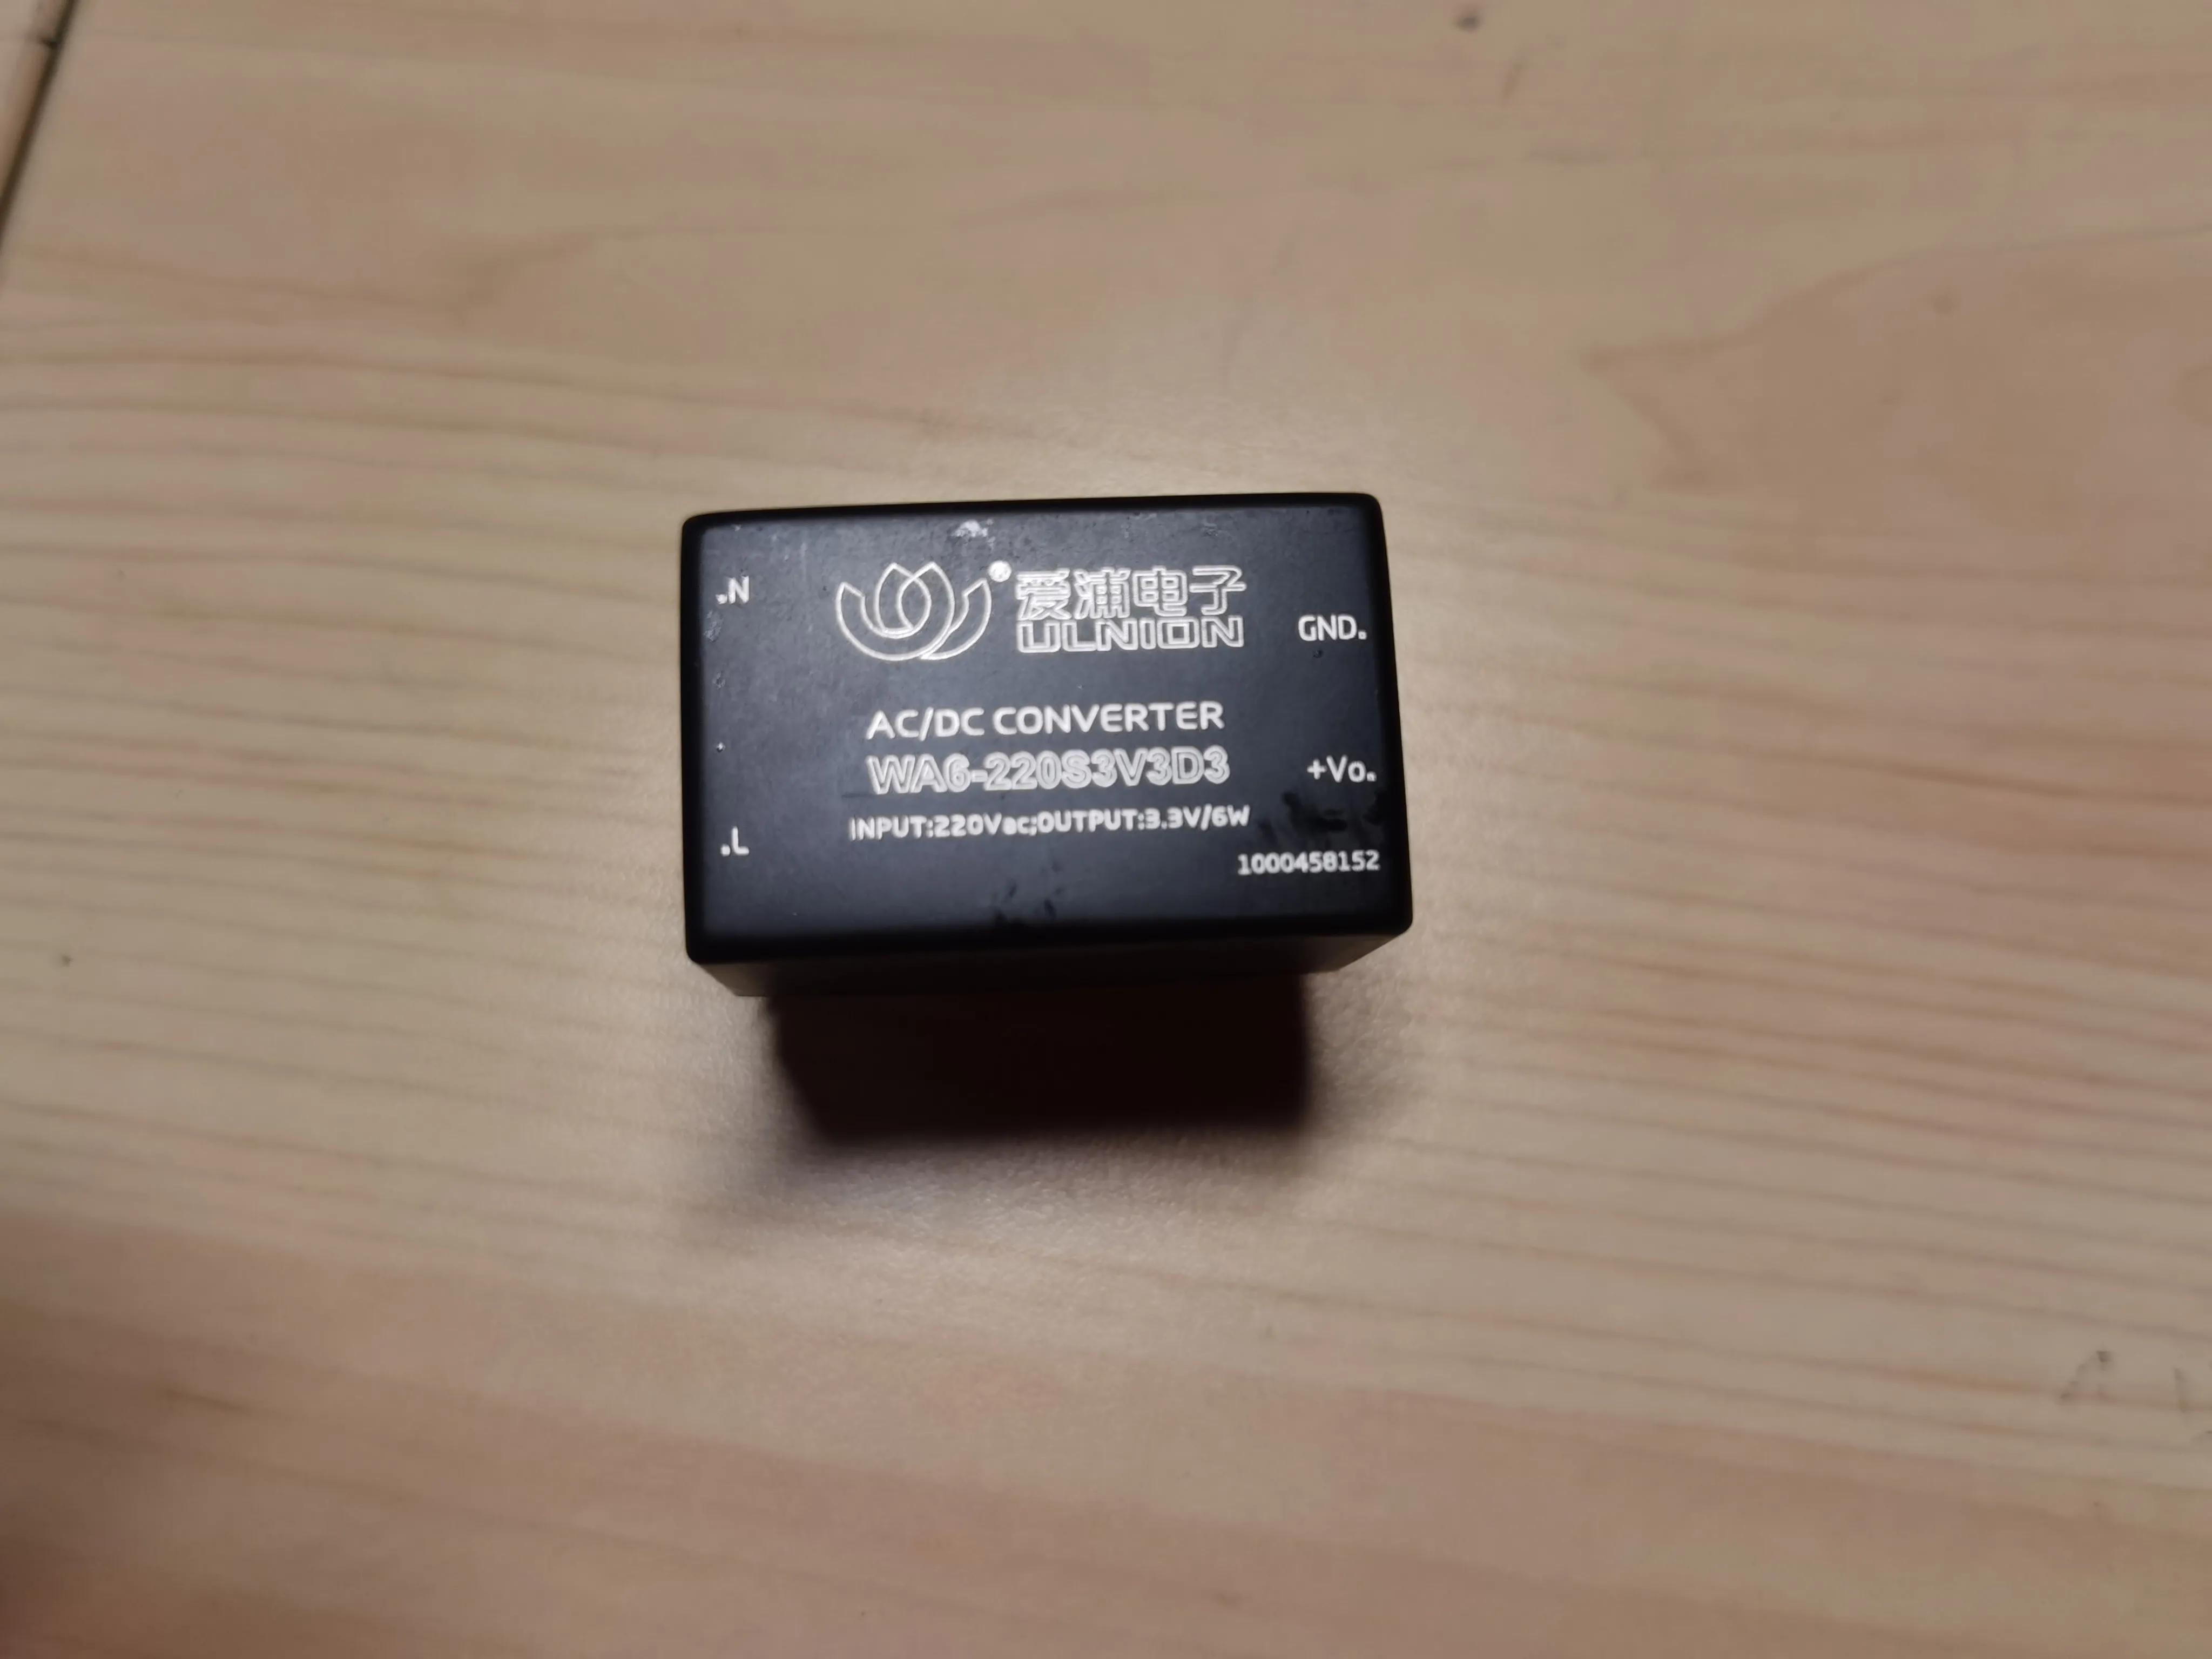 .N
®
爱浦电子
ULNION
GND.
AC/DC CONVERTER
WA6-220S3V3D3
+Vo.
INPUT:220Vac;OUTPUT:3.3V/6W
.L
1000458152